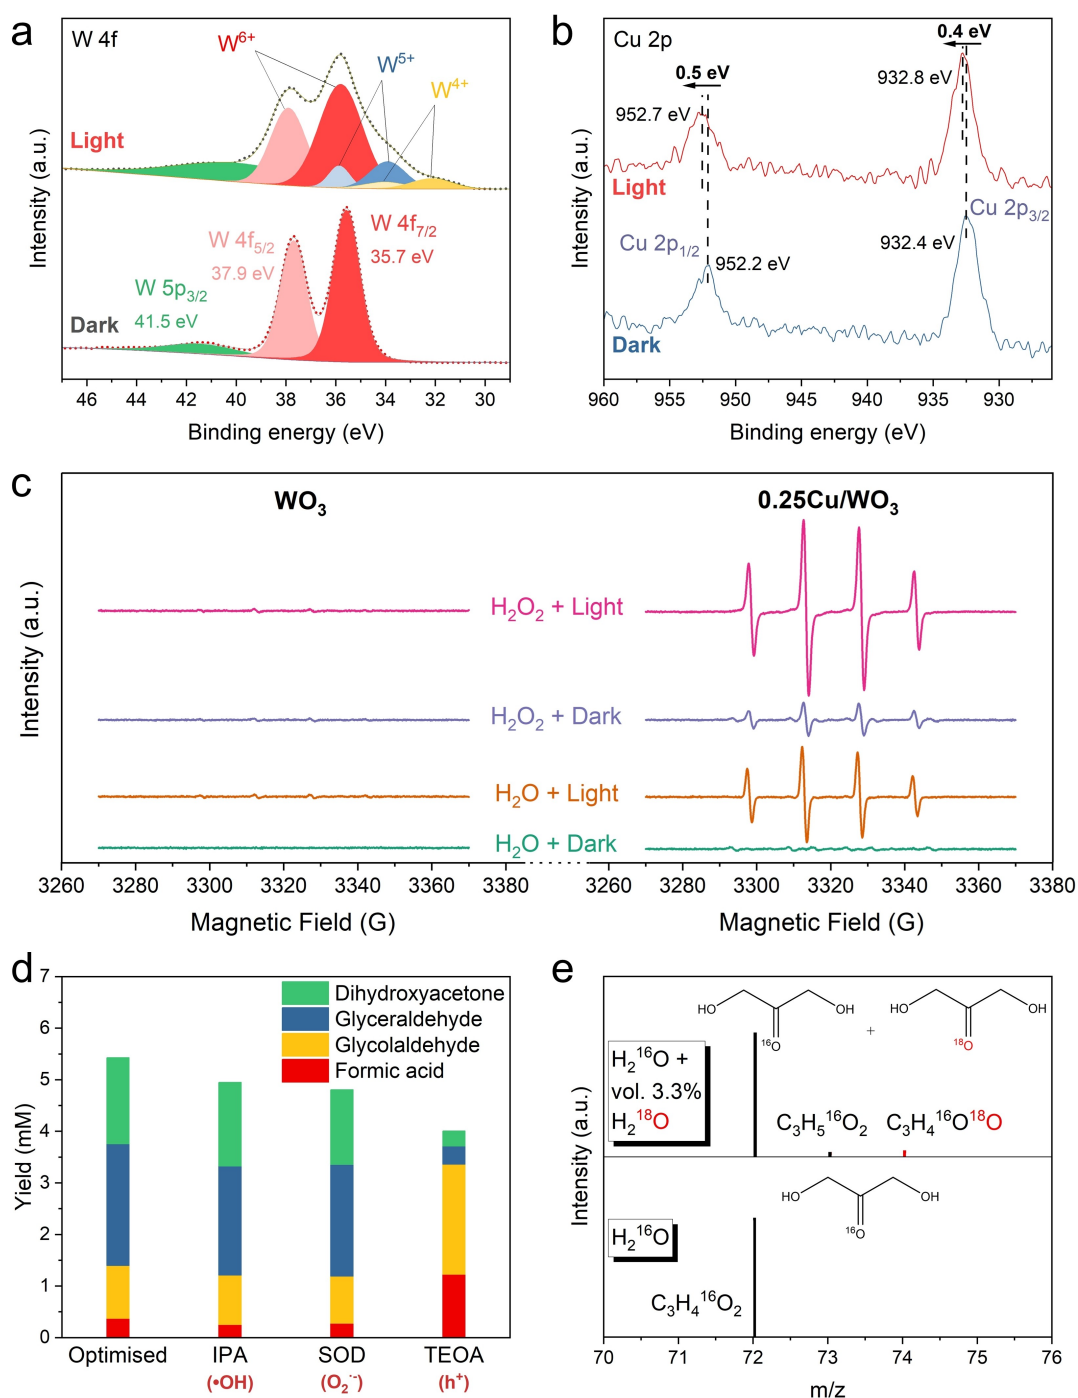 a
W 4f
W6+
W5+
W4+
Light
W 4f5/2
37.9 eV
W 4f7/2
35.7 eV
W 5p3/2
41.5 eV
Dark
Intensity (a.u.)
46 44 42 40 38 36 34 32 30
Binding energy (eV)
b
Cu 2p
0.4 eV
0.5 eV
932.8 eV
952.7 eV
Light
Cu 2p3/2
Cu 2p1/2
932.4 eV
952.2 eV
Dark
Intensity (a.u.)
960 955 950 945 940 935 930
Binding energy (eV)
c
WO3
0.25Cu/WO3
H2O2 + Light
H2O2 + Dark
H2O + Light
H2O + Dark
Intensity (a.u.)
3260 3280 3300 3320 3340 3360 3380
3260 3280 3300 3320 3340 3360 3380
Magnetic Field (G)
Magnetic Field (G)
d
7
6
5
4
3
2
1
0
Yield (mM)
Dihydroxyacetone
Glyceraldehyde
Glycolaldehyde
Formic acid
Optimised IPA SOD TEOA
(•OH) (O2·-) (h+)
e
HO OH
16O
+
HO OH
18O
H216O +
vol. 3.3%
H218O
C3H516O2
C3H416O18O
HO OH
16O
H216O
C3H416O2
Intensity (a.u.)
70 71 72 73 74 75 76
m/z